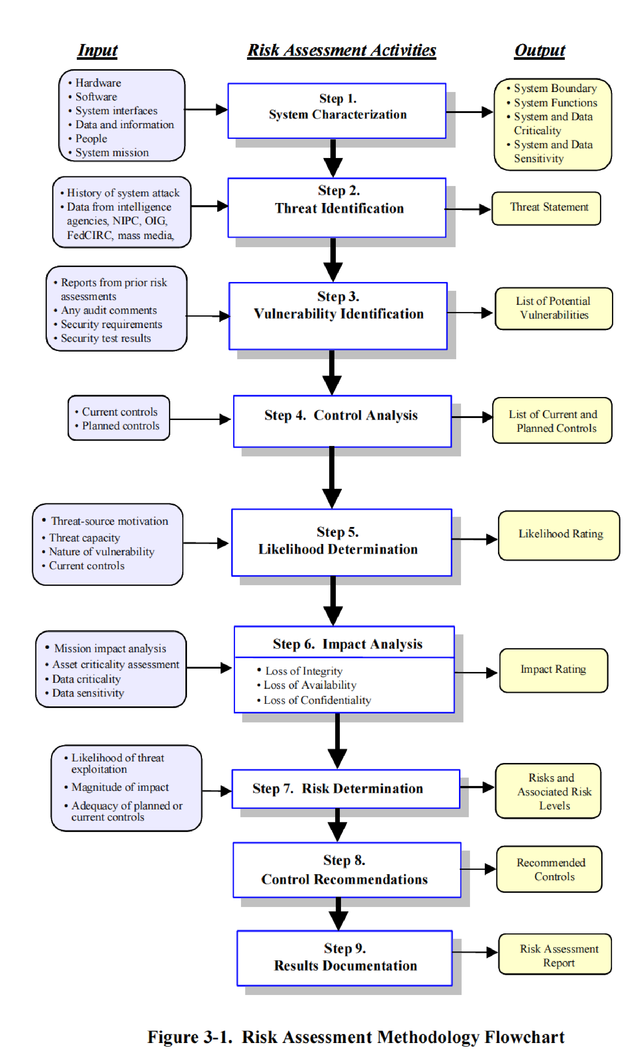 Input
Risk Assessment Activities
Output
• Hardware
• Software
• System interfaces
• Data and information
• People
• System mission
Step 1.
System Characterization
• System Boundary
• System Functions
• System and Data
Criticality
• System and Data
Sensitivity
• History of system attack
• Data from intelligence
agencies, NIPC, OIG,
FedCIRC, mass media,
Step 2.
Threat Identification
Threat Statement
• Reports from prior risk
assessments
• Any audit comments
• Security requirements
• Security test results
Step 3.
Vulnerability Identification
List of Potential
Vulnerabilities
• Current controls
• Planned controls
Step 4. Control Analysis
List of Current and
Planned Controls
• Threat-source motivation
• Threat capacity
• Nature of vulnerability
• Current controls
Step 5.
Likelihood Determination
Likelihood Rating
• Mission impact analysis
• Asset criticality assessment
• Data criticality
• Data sensitivity
Step 6. Impact Analysis
• Loss of Integrity
• Loss of Availability
• Loss of Confidentiality
Impact Rating
• Likelihood of threat
exploitation
• Magnitude of impact
• Adequacy of planned or
current controls
Step 7. Risk Determination
Risks and
Associated Risk
Levels
Step 8.
Control Recommendations
Recommended
Controls
Step 9.
Results Documentation
Risk Assessment
Report
Figure 3-1. Risk Assessment Methodology Flowchart